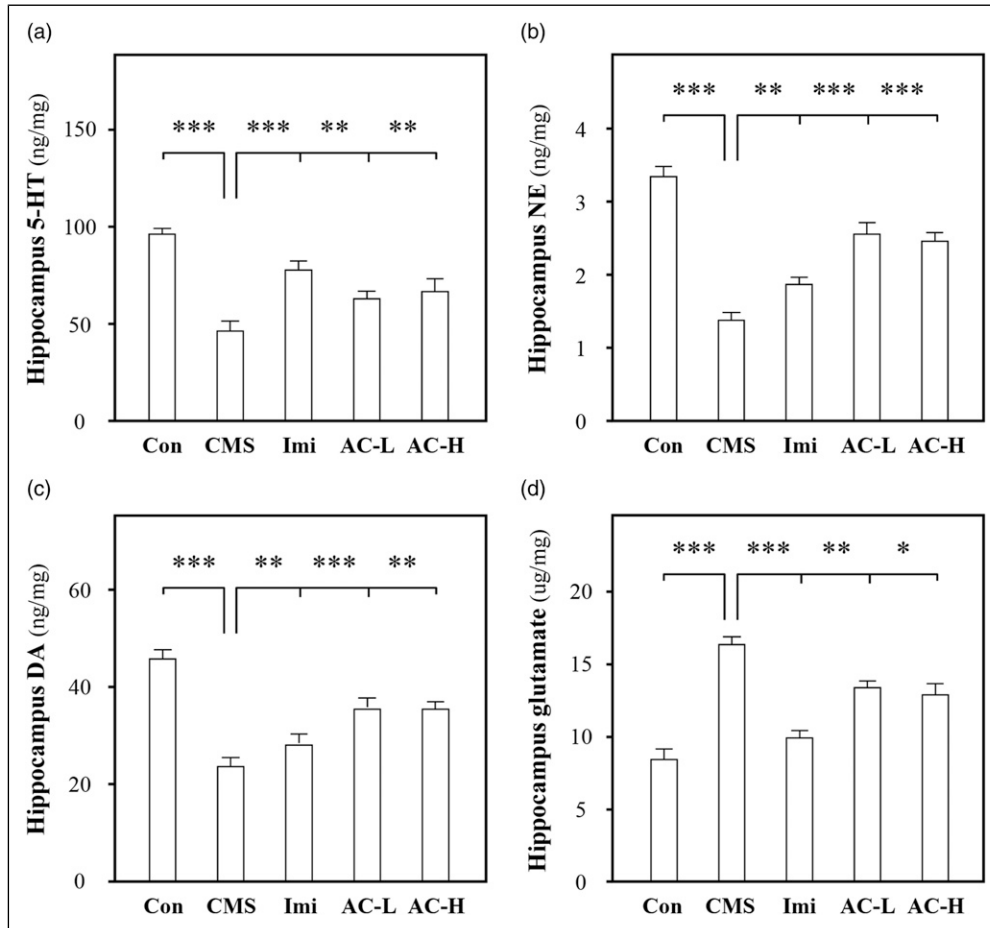 (a)
*** *** ** **
Hippocampus 5-HT (ng/mg)
150
100
50
0
Con CMS Imi AC-L AC-H
(b)
*** ** *** ***
Hippocampus NE (ng/mg)
4
3
2
1
0
Con CMS Imi AC-L AC-H
(c)
*** ** *** **
Hippocampus DA (ng/mg)
60
40
20
0
Con CMS Imi AC-L AC-H
(d)
*** *** ** *
Hippocampus glutamate (ug/mg)
20
15
10
5
0
Con CMS Imi AC-L AC-H